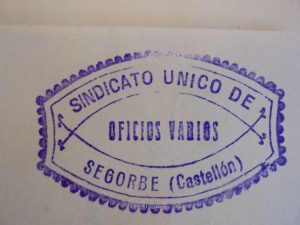 SINDICATO UNICO DE
OFICIOS VARIOS
SEGORBE (Castellón)